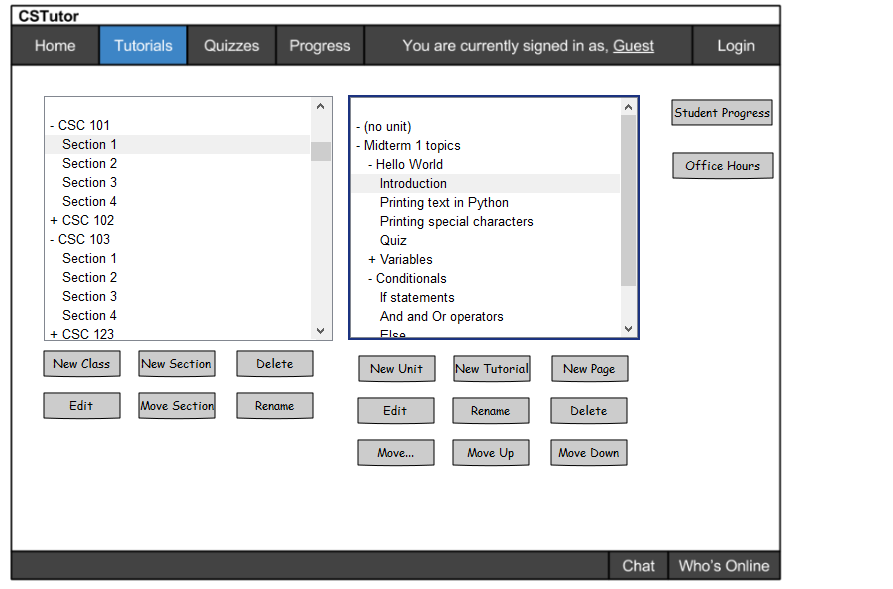 CSTutor
Home Tutorials Quizzes Progress You are currently signed in as, Guest Login
- CSC 101
Section 1
Section 2
Section 3
Section 4
+ CSC 102
- CSC 103
Section 1
Section 2
Section 3
Section 4
+ CSC 123
New Class New Section Delete
Edit Move Section Rename
- (no unit)
- Midterm 1 topics
- Hello World
Introduction
Printing text in Python
Printing special characters
Quiz
+ Variables
- Conditionals
If statements
And and Or operators
Else
New Unit New Tutorial New Page
Edit Rename Delete
Move... Move Up Move Down
Student Progress
Office Hours
Chat Who's Online